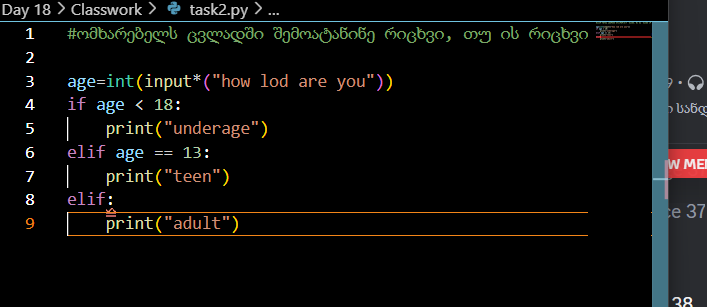 Day 18 > Classwork > task2.py > ...
1 #ომხარებელს ცვლადში შემოატანინე რიცხვი, თუ ის რიცხვი
2
3 age=int(input*("how lod are you"))
4 if age < 18:
5 print("underage")
6 elif age == 13:
7 print("teen")
8 elif:
9 print("adult")
W MEN
ce 37
38